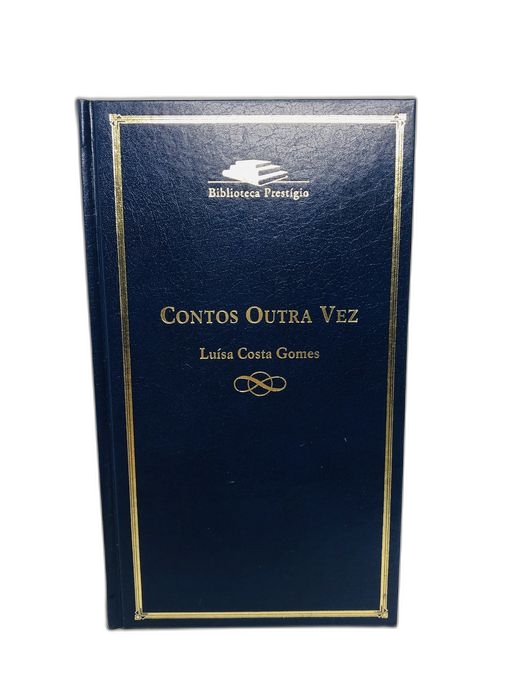 Biblioteca Prestígio
CONTOS OUTRA VEZ
Luísa Costa Gomes